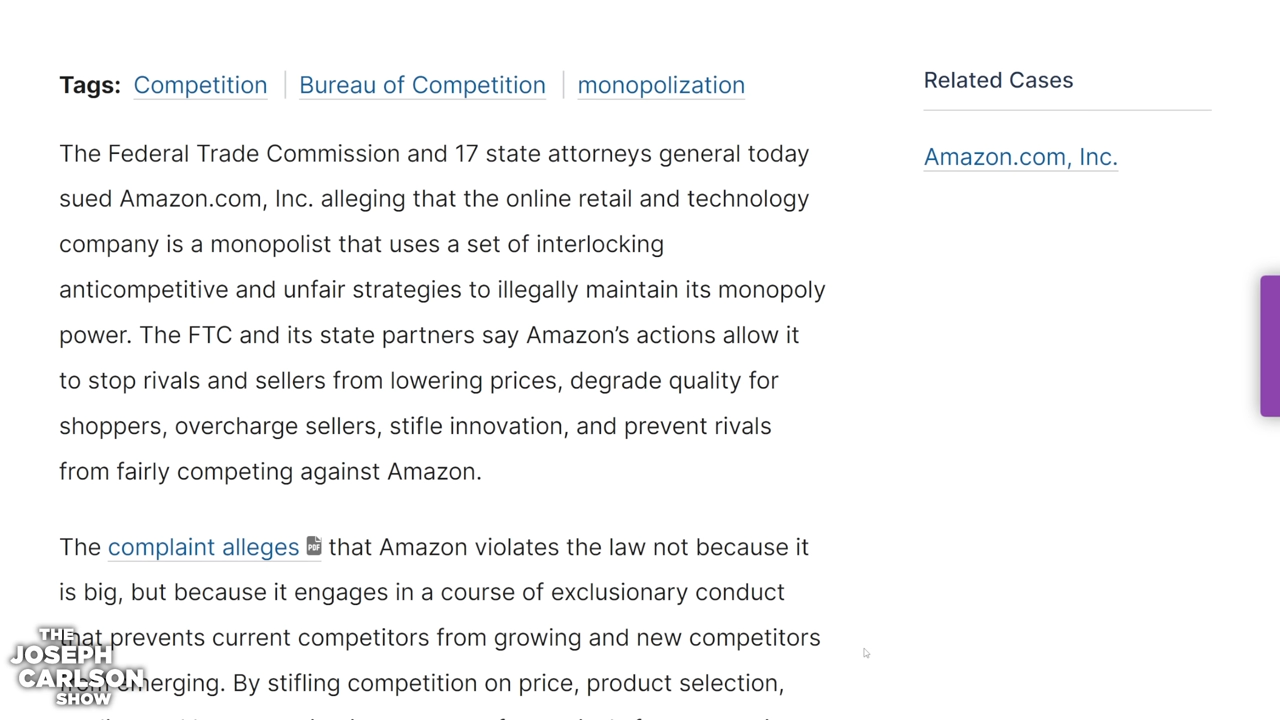 Tags: Competition Bureau of Competition monopolization
Related Cases
Amazon.com, Inc.
The Federal Trade Commission and 17 state attorneys general today
sued Amazon.com, Inc. alleging that the online retail and technology
company is a monopolist that uses a set of interlocking
anticompetitive and unfair strategies to illegally maintain its monopoly
power. The FTC and its state partners say Amazon’s actions allow it
to stop rivals and sellers from lowering prices, degrade quality for
shoppers, overcharge sellers, stifle innovation, and prevent rivals
from fairly competing against Amazon.
The complaint alleges PDF that Amazon violates the law not because it
is big, but because it engages in a course of exclusionary conduct
that prevents current competitors from growing and new competitors
from emerging. By stifling competition on price, product selection,
THE
JOSEPH
CARLSON
SHOW